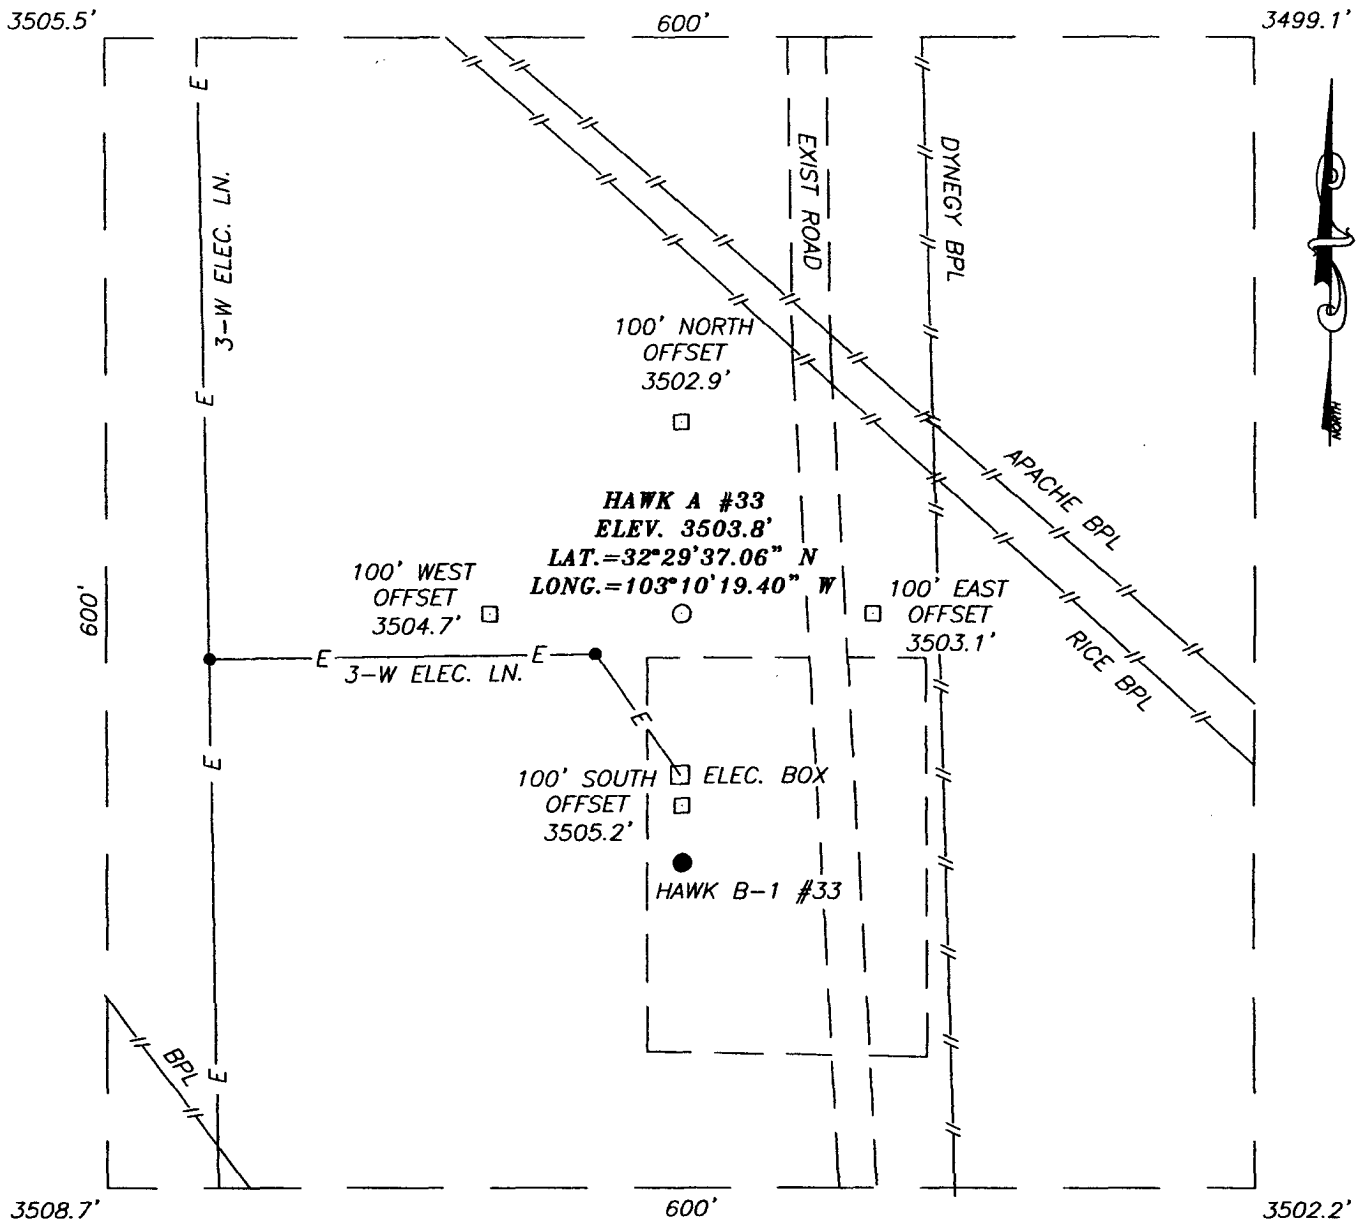 3505.5'
600'
3499.1'
E
3-W ELEC. LN.
EXIST ROAD
DYNEGY BPL
NORTH
E
100' NORTH
OFFSET
3502.9'
APACHE BPL
RICE BPL
HAWK A #33
ELEV. 3503.8'
LAT.=32°29'37.06" N
LONG.=103°10'19.40" W
600'
100' WEST
OFFSET
3504.7'
100' EAST
OFFSET
3503.1'
E
E
3-W ELEC. LN.
E
E
100' SOUTH
OFFSET
3505.2'
ELEC. BOX
HAWK B-1 #33
BPL
E
3508.7'
600'
3502.2'